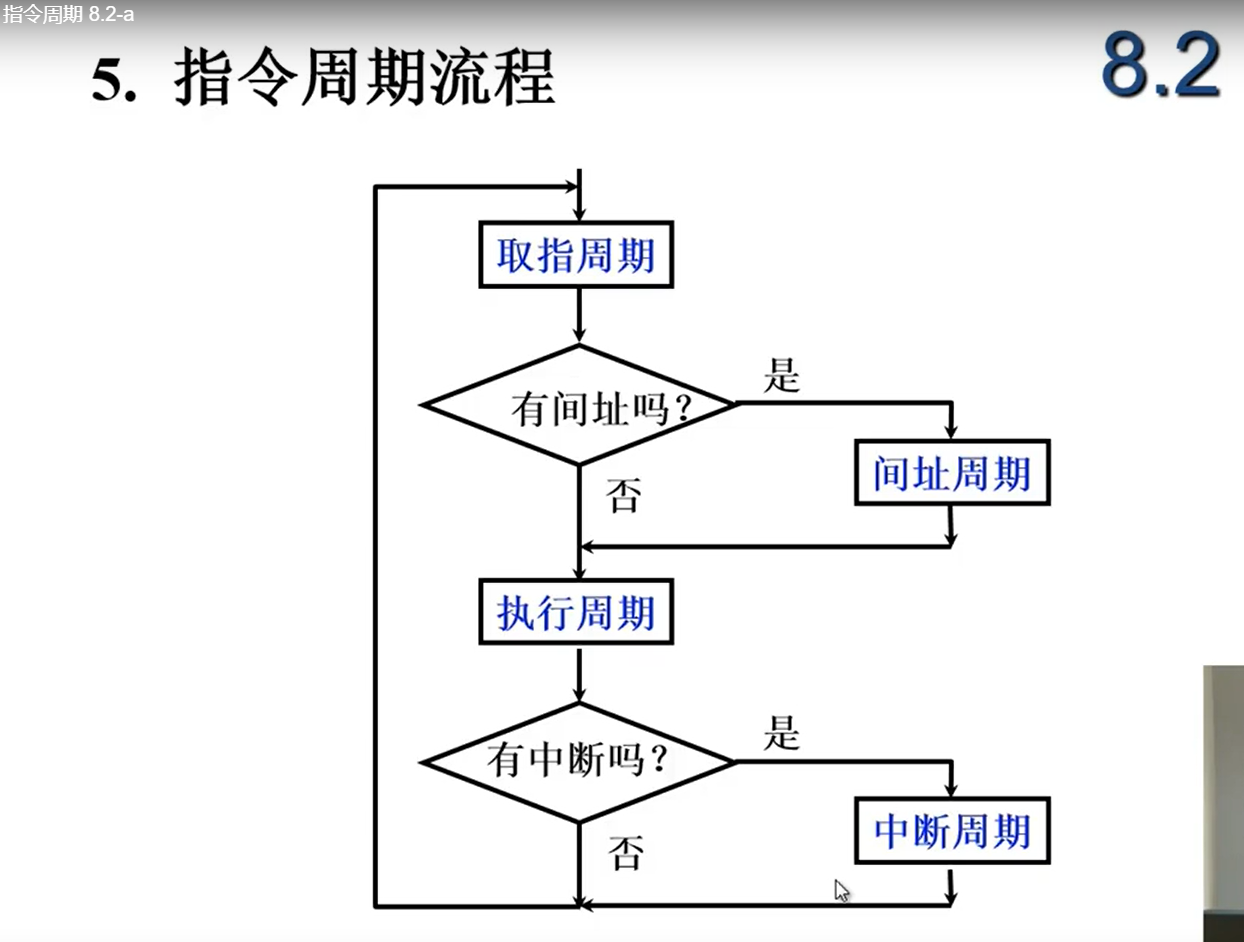 指令周期 8.2-a
5. 指令周期流程
8.2
取指周期
有间址吗?
是
间址周期
否
执行周期
有中断吗?
是
中断周期
否